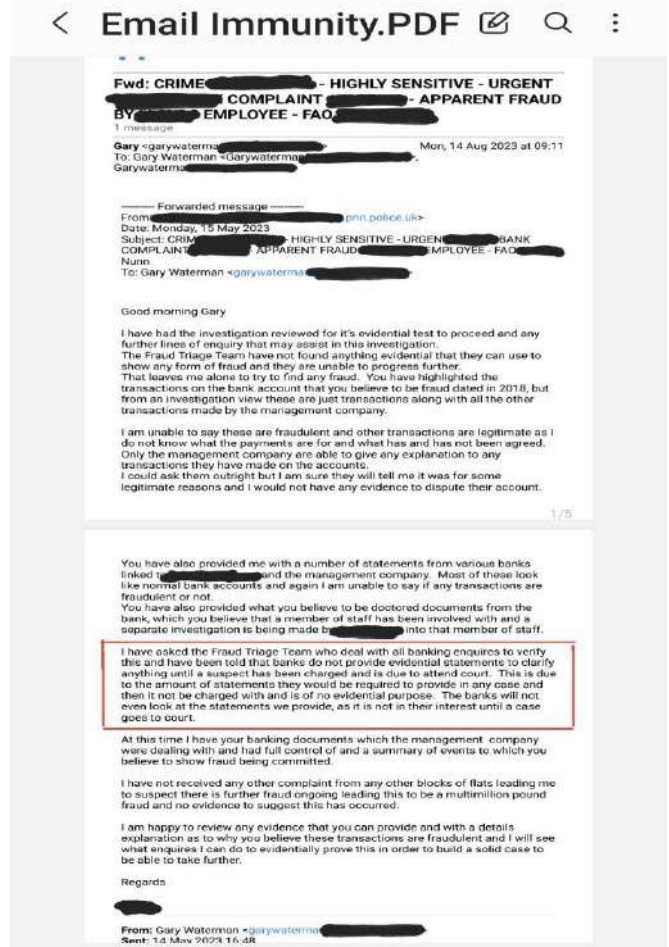 Email Immunity.PDF
Fwd: CRIME - HIGHLY SENSITIVE - URGENT
COMPLAINT - APPARENT FRAUD
BY EMPLOYEE - FAO
1 message
Gary <garywaterma Mon, 14 Aug 2023 at 09:11
To: Gary Waterman <Garywaterman
Garywaterma
--------- Forwarded message ---------
From pnn.police.uk>
Date: Monday, 15 May 2023
Subject: CRIM HIGHLY SENSITIVE - URGEN BANK
COMPLAINT APPARENT FRAUD EMPLOYEE - FAO
Nunn
To: Gary Waterman <garywaterma
Good morning Gary
I have had the investigation reviewed for it's evidential test to proceed and any
further lines of enquiry that may assist in this investigation.
The Fraud Triage Team have not found anything evidential that they can use to
show any form of fraud and they are unable to progress further.
That leaves me alone to try to find any fraud. You have highlighted the
transactions on the bank account that you believe to be fraud dated in 2018, but
from an investigation view these are just transactions along with all the other
transactions made by the management company.
I am unable to say these are fraudulent and other transactions are legitimate as I
do not know what the payments are for and what has and has not been agreed.
Only the management company are able to give any explanation to any
transactions they have made on the accounts.
I could ask them outright but I am sure they will tell me it was for some
legitimate reasons and I would not have any evidence to dispute their account.
1/5
You have also provided me with a number of statements from various banks
linked and the management company. Most of these look
like normal bank accounts and again I am unable to say if any transactions are
fraudulent or not.
You have also provided what you believe to be doctored documents from the
bank, which you believe that a member of staff has been involved with and a
separate investigation is being made by into that member of staff.
I have asked the Fraud Triage Team who deal with all banking enquires to verify
this and have been told that banks do not provide evidential statements to clarify
anything until a suspect has been charged and is due to attend court. This is due
to the amount of statements they would be required to provide in any case and
then it not be charged with and is of no evidential purpose. The banks will not
even look at the statements we provide, as it is not in their interest until a case
goes to court.
At this time I have your banking documents which the management company
were dealing with and had full control of and a summary of events to which you
believe to show fraud being committed.
I have not received any other complaint from any other blocks of flats leading me
to suspect there is further fraud ongoing leading this to be a multimillion pound
fraud and no evidence to suggest this has occurred.
I am happy to review any evidence that you can provide and with a details
explanation as to why you believe these transactions are fraudulent and I will see
what enquires I can do to evidentially prove this in order to build a solid case to
be able to take further.
Regards
From: Gary Waterman <garywaterma
Sent: 14 May 2023 16:48